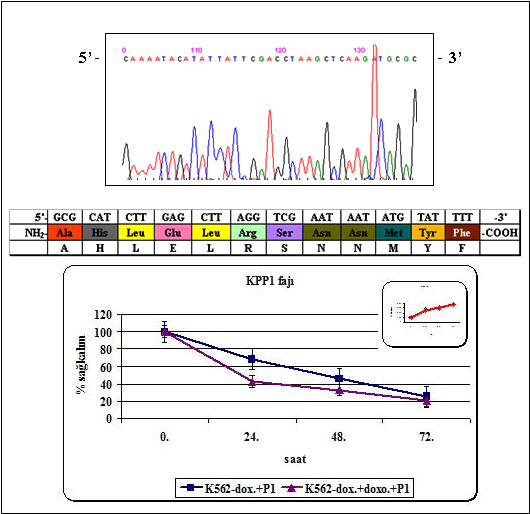 0 110 120 130
5’- CAAAATACATATTATTCGACCTAAGCTCAAGATGCGC - 3’
5'- GCG CAT CTT GAG CTT AGG TCG AAT AAT ATG TAT TTT -3'
NH2- Ala His Leu Glu Leu Arg Ser Asn Asn Met Tyr Phe -COOH
A H L E L R S N N M Y F
KPP1 fajı
120
100
80
60
40
20
0
% sağkalım
0. 24. 48. 72.
saat
K562-dox.+P1 K562-dox.+doxo.+P1